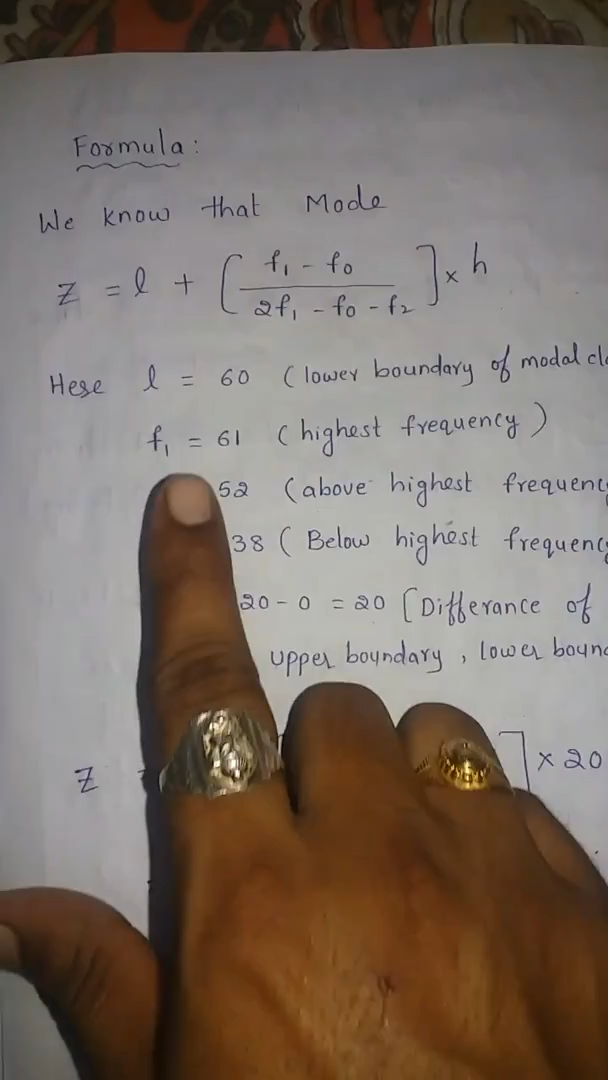 Formula:
We know that Mode
Z = l + [ f₁ - f₀ / 2f₁ - f₀ - f₂ ] × h
Here l = 60 (lower boundary of modal
f₁ = 61 (highest frequency)
52 (above highest
38 (Below highest
20 - 0 = 20 [Differance of
upper boundary, lower
Z ] × 20